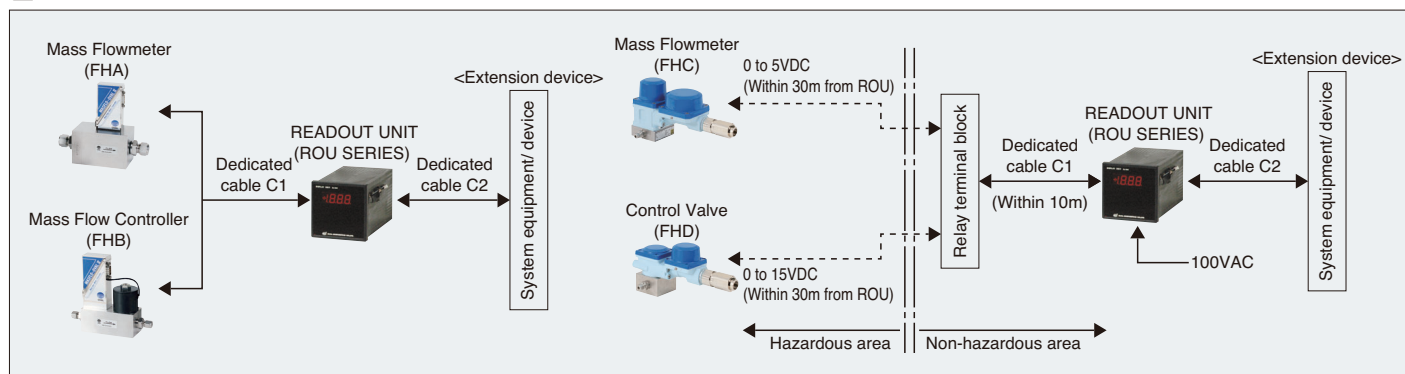 Mass Flowmeter
(FHA)
Mass Flow Controller
(FHB)
Dedicated
cable C1
READOUT UNIT
(ROU SERIES)
Dedicated
cable C2
<Extension device>
System equipment/ device
Mass Flowmeter
(FHC)
0 to 5VDC
(Within 30m from ROU)
Control Valve
(FHD)
0 to 15VDC
(Within 30m from ROU)
Hazardous area
Non-hazardous area
Relay terminal block
Dedicated
cable C1
(Within 10m)
READOUT UNIT
(ROU SERIES)
100VAC
Dedicated
cable C2
<Extension device>
System equipment/ device